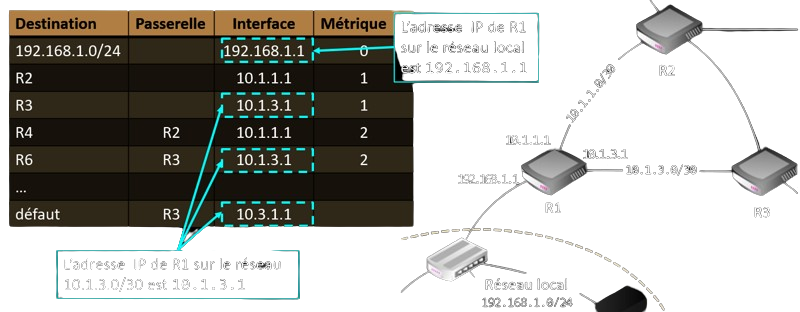 Destination Passerelle Interface Métrique
192.168.1.0/24 192.168.1.1 0
R2 10.1.1.1 1
R3 10.1.3.1 1
R4 R2 10.1.1.1 2
R6 R3 10.1.3.1 2
...
défaut R3 10.3.1.1
L'adresse IP de R1
sur le réseau local
est 192.168.1.1
L'adresse IP de R1 sur le réseau
10.1.3.0/30 est 10.1.3.1
R2
10.1.1.0/30
10.1.1.1
10.1.3.1
10.1.3.0/30
192.168.1.1
R1
R3
Réseau local
192.168.1.0/24